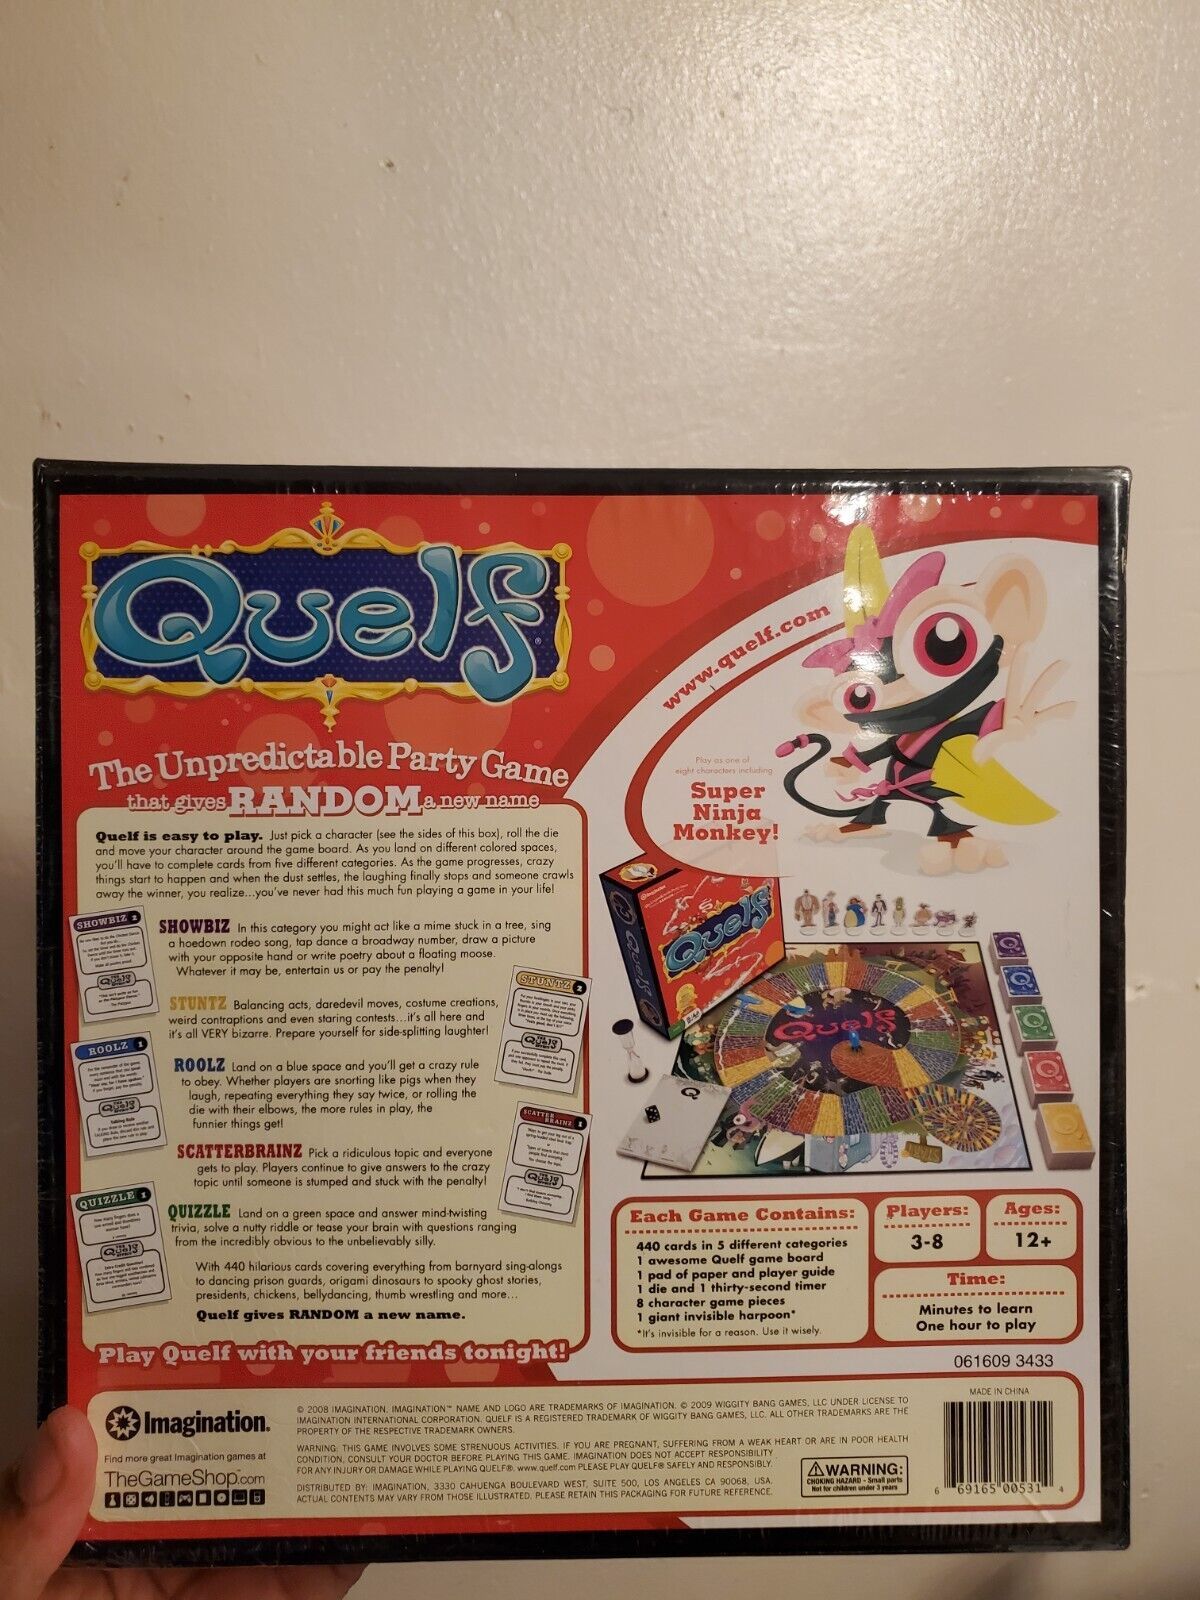 Quelf®
The Unpredictable Party Game
that gives RANDOM a new name
Quelf is easy to play. Just pick a character (see the sides of this box), roll the die
and move your character around the game board. As you land on different colored spaces,
you'll have to complete cards from five different categories. As the game progresses, crazy
things start to happen and when the dust settles, the laughing finally stops and someone crawls
away the winner, you realize...you've never had this much fun playing a game in your life!
SHOWBIZ 2
SHOWBIZ In this category you might act like a mime stuck in a tree, sing
a hoedown rodeo song, tap dance a broadway number, draw a picture
with your opposite hand or write poetry about a floating moose.
Whatever it may be, entertain us or pay the penalty!
STUNTZ 2
STUNTZ Balancing acts, daredevil moves, costume creations,
weird contraptions and even staring contests...it's all here and
it's all VERY bizarre. Prepare yourself for side-splitting laughter!
ROOLZ 1
ROOLZ Land on a blue space and you'll get a crazy rule
to obey. Whether players are snorting like pigs when they
laugh, repeating everything they say twice, or rolling the
die with their elbows, the more rules in play, the
funnier things get!
SCATTER BRAINZ 1
SCATTERBRAINZ Pick a ridiculous topic and everyone
gets to play. Players continue to give answers to the crazy
topic until someone is stumped and stuck with the penalty!
QUIZZLE 1
QUIZZLE Land on a green space and answer mind-twisting
trivia, solve a nutty riddle or tease your brain with questions ranging
from the incredibly obvious to the unbelievably silly.
With 440 hilarious cards covering everything from barnyard sing-alongs
to dancing prison guards, origami dinosaurs to spooky ghost stories,
presidents, chickens, bellydancing, thumb wrestling and more...
Quelf gives RANDOM a new name.
Play Quelf with your friends tonight!
www.quelf.com
Play as one of
eight characters including
Super
Ninja
Monkey!
Quelf
Quelf
Quelf
Each Game Contains:
440 cards in 5 different categories
1 awesome Quelf game board
1 pad of paper and player guide
1 die and 1 thirty-second timer
8 character game pieces
1 giant invisible harpoon*
*It's invisible for a reason. Use it wisely.
Players:
3-8
Ages:
12+
Time:
Minutes to learn
One hour to play
061609 3433
Imagination.
Find more great Imagination games at
TheGameShop.com
© 2008 IMAGINATION. IMAGINATION™ NAME AND LOGO ARE TRADEMARKS OF IMAGINATION. © 2009 WIGGITY BANG GAMES, LLC UNDER LICENSE TO
IMAGINATION INTERNATIONAL CORPORATION. QUELF IS A REGISTERED TRADEMARK OF WIGGITY BANG GAMES, LLC. ALL OTHER TRADEMARKS ARE THE
PROPERTY OF THE RESPECTIVE TRADEMARK OWNERS.
WARNING: THIS GAME INVOLVES SOME STRENUOUS ACTIVITIES. IF YOU ARE PREGNANT, SUFFERING FROM A WEAK HEART OR ARE IN POOR HEALTH
CONDITION, CONSULT YOUR DOCTOR BEFORE PLAYING THIS GAME. IMAGINATION DOES NOT ACCEPT RESPONSIBILITY
FOR ANY INJURY OR DAMAGE WHILE PLAYING QUELF®. www.quelf.com PLEASE PLAY QUELF® SAFELY AND RESPONSIBLY.
DISTRIBUTED BY: IMAGINATION, 3330 CAHUENGA BOULEVARD WEST, SUITE 500, LOS ANGELES CA 90068, USA.
ACTUAL CONTENTS MAY VARY FROM THOSE ILLUSTRATED. PLEASE RETAIN THIS PACKAGING FOR FUTURE REFERENCE.
WARNING:
CHOKING HAZARD - Small parts
Not for children under 3 years
MADE IN CHINA
6 69165 00531 4